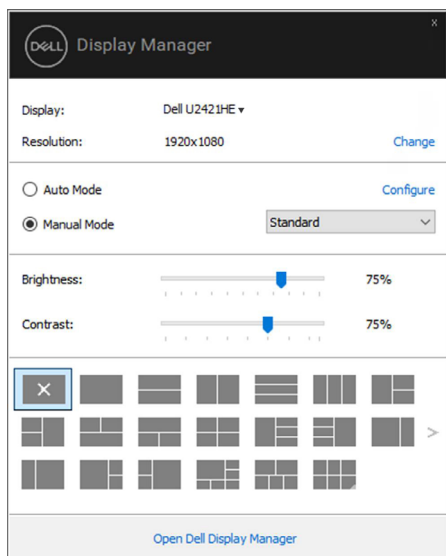 x
DELL Display Manager
Display: Dell U2421HE ▾
Resolution: 1920x1080 Change
Auto Mode Configure
Manual Mode Standard
Brightness: 75%
Contrast: 75%
Open Dell Display Manager